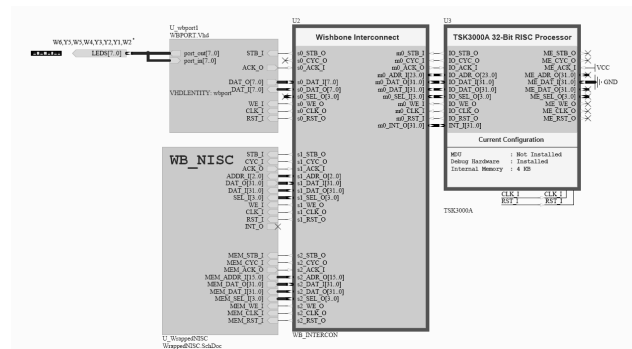 W6,Y5,W5,W4,Y3,Y2,Y1,W2
LEDS[7..0]
U_wbport1
WBPORT.Vhd
port_out[7..0]
port_in[7..0]
STB_I
ACK_O
DAT_O[7..0]
DAT_I[7..0]
VHDLENTITY: wbport
WE_I
CLK_I
RST_I
WB_NISC
STB_I
CYC_I
ACK_O
ADDR_I[2..0]
DAT_O[31..0]
DAT_I[31..0]
SEL_I[3..0]
WE_I
CLK_I
RST_I
INT_O
MEM_STB_I
MEM_CYC_I
MEM_ACK_O
MEM_ADDR_I[15..0]
MEM_DAT_O[31..0]
MEM_DAT_I[31..0]
MEM_SEL_I[3..0]
MEM_WE_I
MEM_CLK_I
MEM_RST_I
U_WrappedNISC
WrappedNISC.SchDoc
U2
Wishbone Interconnect
s0_STB_O
s0_CYC_O
s0_ACK_I
s0_DAT_I[7..0]
s0_DAT_O[7..0]
s0_SEL_O[3..0]
s0_WE_O
s0_CLK_O
s0_RST_O
s1_STB_O
s1_CYC_O
s1_ACK_I
s1_ADR_O[2..0]
s1_DAT_I[31..0]
s1_DAT_O[31..0]
s1_SEL_O[3..0]
s1_WE_O
s1_CLK_O
s1_RST_O
s2_STB_O
s2_CYC_O
s2_ACK_I
s2_ADR_O[15..0]
s2_DAT_I[31..0]
s2_DAT_O[31..0]
s2_SEL_O[3..0]
s2_WE_O
s2_CLK_O
s2_RST_O
m0_STB_I
m0_CYC_I
m0_ACK_O
m0_ADR_I[23..0]
m0_DAT_O[31..0]
m0_DAT_I[31..0]
m0_SEL_I[3..0]
m0_WE_I
m0_CLK_I
m0_RST_I
m0_INT_O[31..0]
WB_INTERCON
U3
TSK3000A 32-Bit RISC Processor
IO_STB_O
IO_CYC_O
IO_ACK_I
IO_ADR_O[23..0]
IO_DAT_I[31..0]
IO_DAT_O[31..0]
IO_SEL_O[3..0]
IO_WE_O
IO_CLK_O
IO_RST_O
INT_I[31..0]
ME_STB_O
ME_CYC_O
ME_ACK_I
ME_ADR_O[31..0]
ME_DAT_I[31..0]
ME_DAT_O[31..0]
ME_SEL_O[3..0]
ME_WE_O
ME_CLK_O
ME_RST_O
VCC
GND
Current Configuration
MDU : Not Installed
Debug Hardware : Installed
Internal Memory : 4 KB
CLK_I CLK_I
RST_I RST_I
TSK3000A